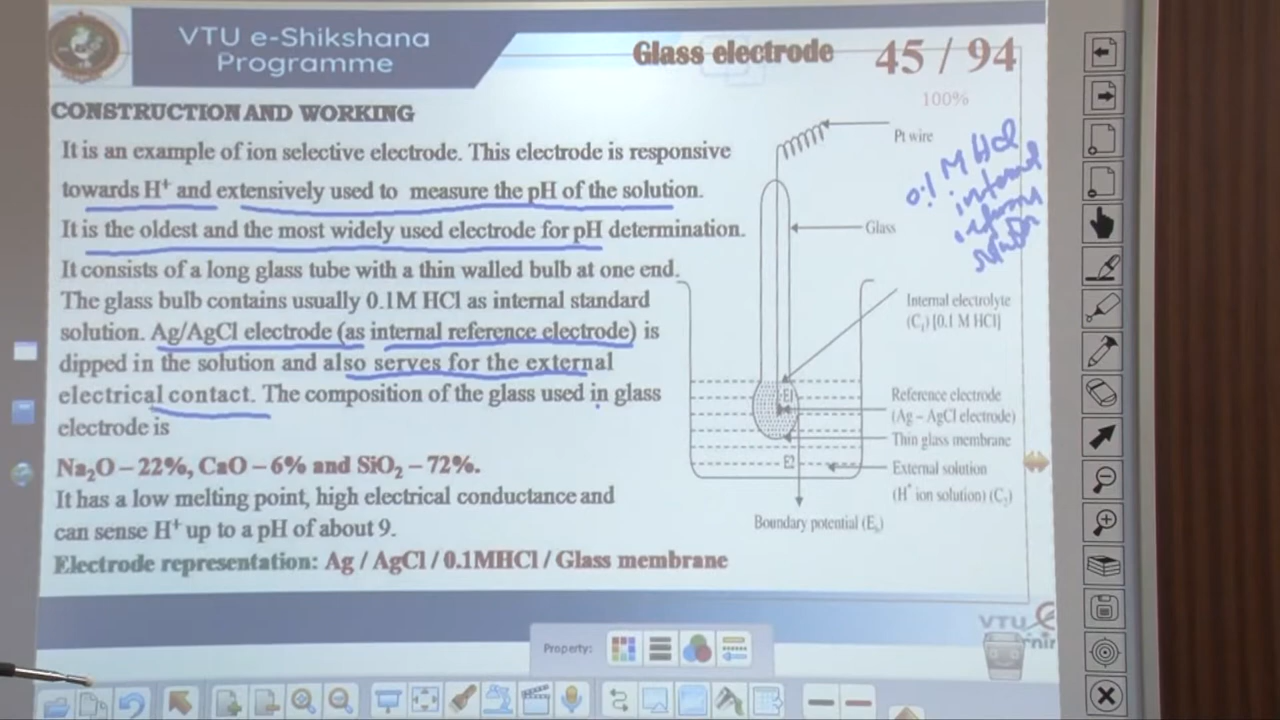 VTU e-Shikshana
Programme
Glass electrode
45 / 94
100%
CONSTRUCTION AND WORKING
It is an example of ion selective electrode. This electrode is responsive
towards H⁺ and extensively used to measure the pH of the solution.
It is the oldest and the most widely used electrode for pH determination.
It consists of a long glass tube with a thin walled bulb at one end.
The glass bulb contains usually 0.1M HCl as internal standard
solution. Ag/AgCl electrode (as internal reference electrode) is
dipped in the solution and also serves for the external
electrical contact. The composition of the glass used in glass
electrode is
Na₂O – 22%, CaO – 6% and SiO₂ – 72%.
It has a low melting point, high electrical conductance and
can sense H⁺ up to a pH of about 9.
Electrode representation: Ag / AgCl / 0.1MHCl / Glass membrane
Pt wire
0.1 M HCl
internal
solution
Glass
Internal electrolyte
(C₁) [0.1 M HCl]
E1
Reference electrode
(Ag – AgCl electrode)
Thin glass membrane
E2
External solution
(H⁺ ion solution) (C₂)
Boundary potential (E_b)
VTU
Property: